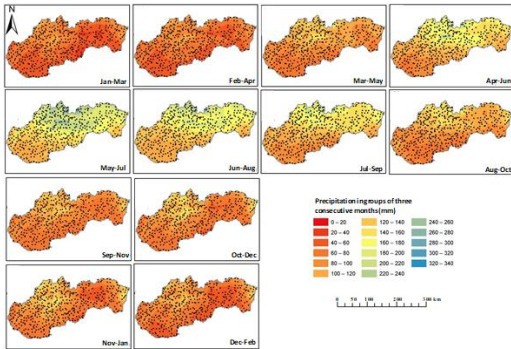 N
Jan-Mar
Feb-Apr
Mar-May
Apr-Jun
May-Jul
Jun-Aug
Jul-Sep
Aug-Oct
Sep-Nov
Oct-Dec
Nov-Jan
Dec-Feb
Precipitation in groups of three
consecutive months (mm)
0 – 20
20 – 40
40 – 60
60 – 80
80 – 100
100 – 120
120 – 140
140 – 160
160 – 180
180 – 200
200 – 220
220 – 240
240 – 260
260 – 280
280 – 300
300 – 320
320 – 340
0 50 100 200 300 km